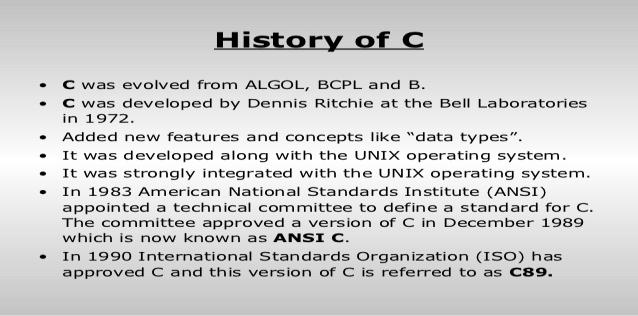 History of C
• C was evolved from ALGOL, BCPL and B.
• C was developed by Dennis Ritchie at the Bell Laboratories
in 1972.
• Added new features and concepts like “data types”.
• It was developed along with the UNIX operating system.
• It was strongly integrated with the UNIX operating system.
• In 1983 American National Standards Institute (ANSI)
appointed a technical committee to define a standard for C.
The committee approved a version of C in December 1989
which is now known as ANSI C.
• In 1990 International Standards Organization (ISO) has
approved C and this version of C is referred to as C89.